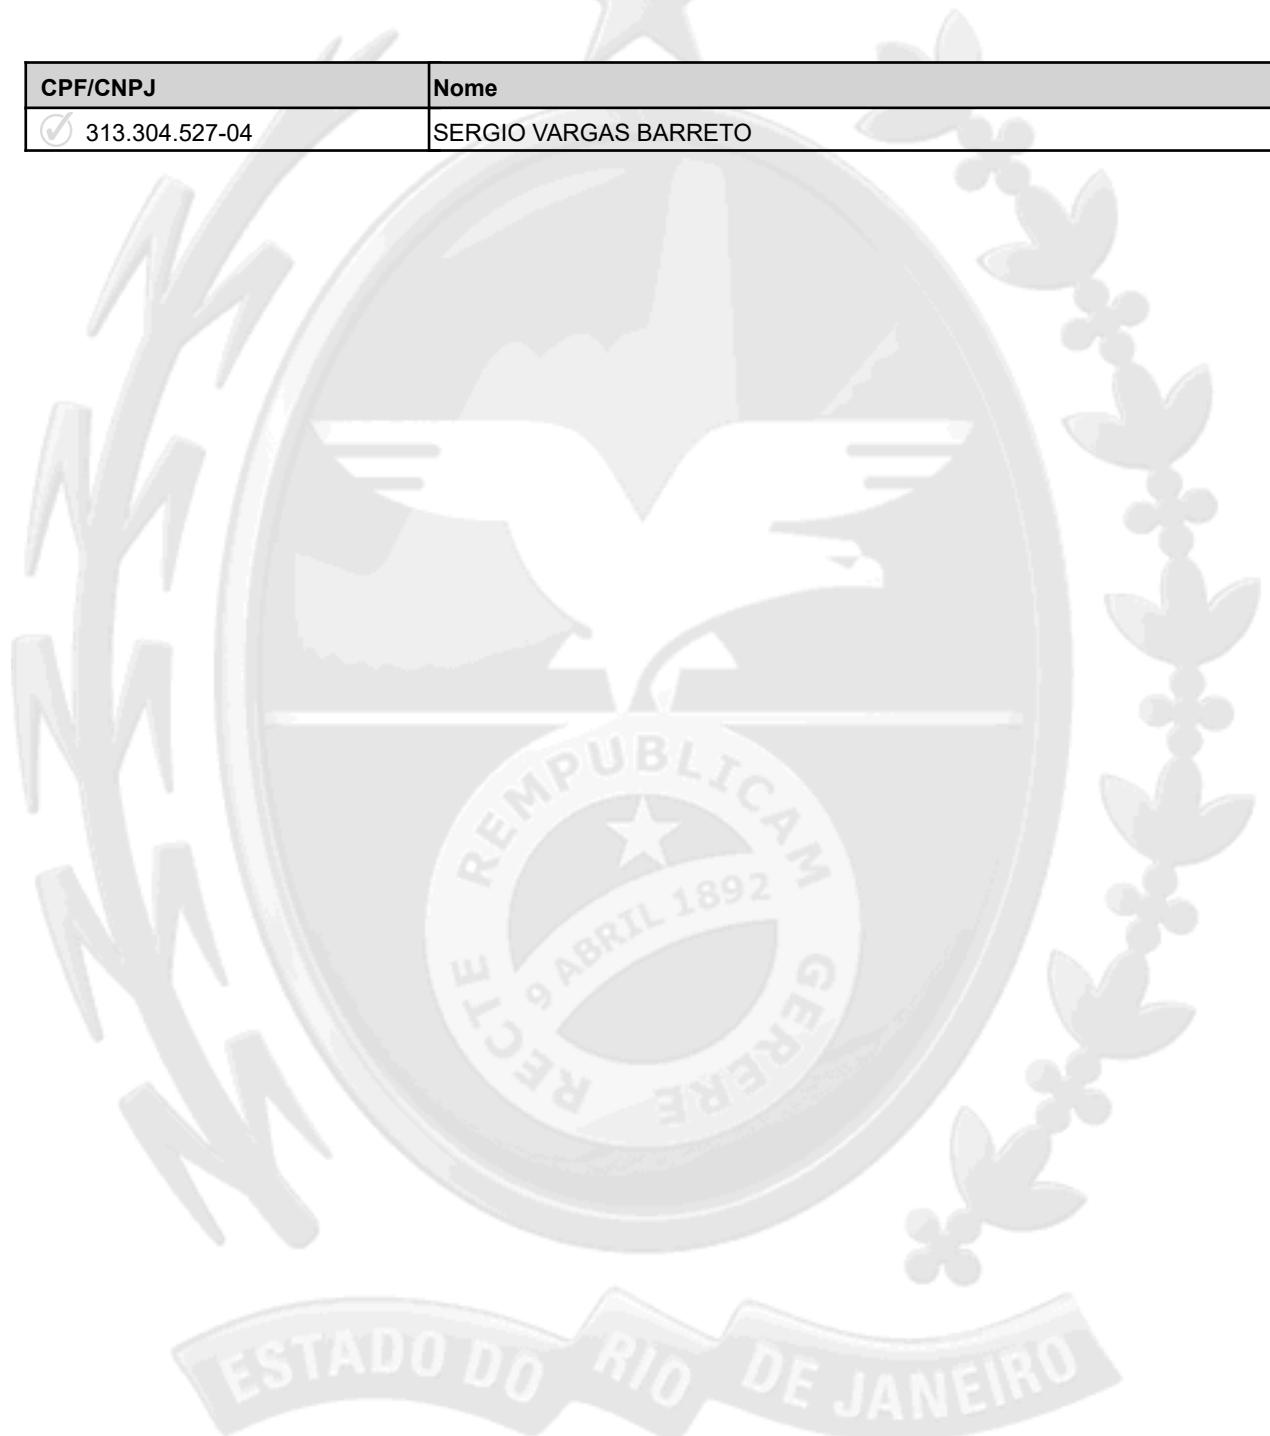 CPF/CNPJ Nome
313.304.527-04 SERGIO VARGAS BARRETO
REMPUBLICAM
9 ABRIL 1892
RECTE GERERE
ESTADO DO RIO DE JANEIRO